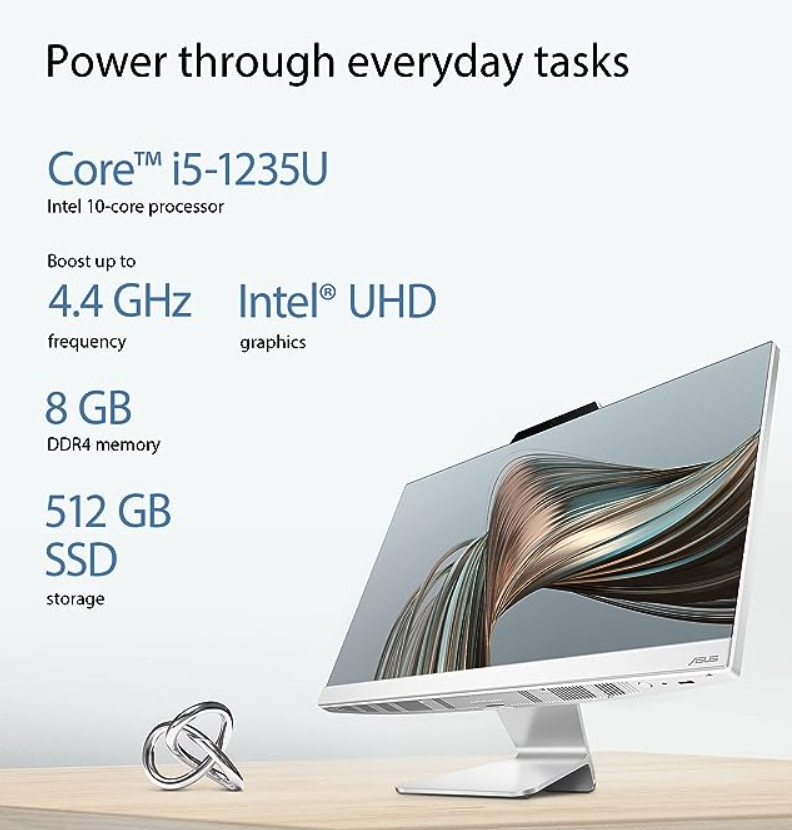 Power through everyday tasks
Core™ i5-1235U
Intel 10-core processor
Boost up to
4.4 GHz
frequency
Intel® UHD
graphics
8 GB
DDR4 memory
512 GB
SSD
storage
ASUS